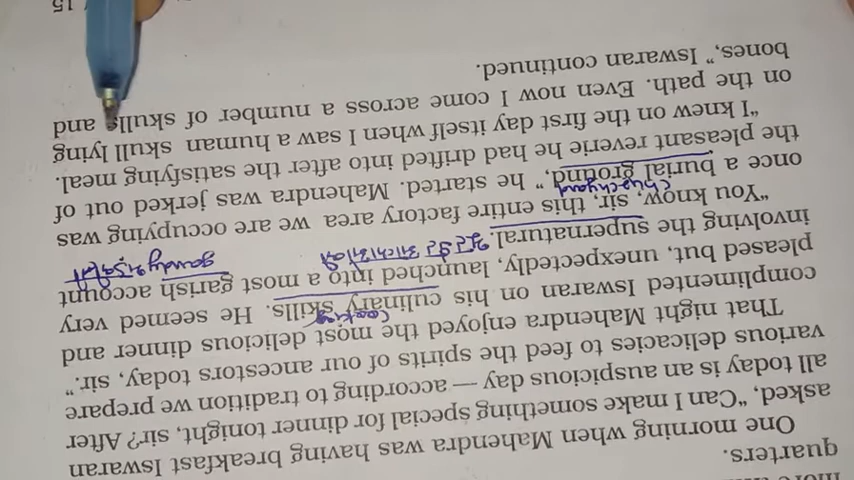 quarters.
One morning when Mahendra was having breakfast Iswaran
asked, “Can I make something special for dinner tonight, sir? After
all today is an auspicious day — according to tradition we prepare
various delicacies to feed the spirits of our ancestors today, sir.”
That night Mahendra enjoyed the most delicious dinner and
cooking
complimented Iswaran on his culinary skills. He seemed very
pleased but, unexpectedly, launched into a most garish account
gaudy
involving the supernatural.
“You know, sir, this entire factory area we are occupying was
churchyard
once a burial ground,” he started. Mahendra was jerked out of
the pleasant reverie he had drifted into after the satisfying meal.
“I knew on the first day itself when I saw a human skull lying
on the path. Even now I come across a number of skulls and
bones,” Iswaran continued.
15